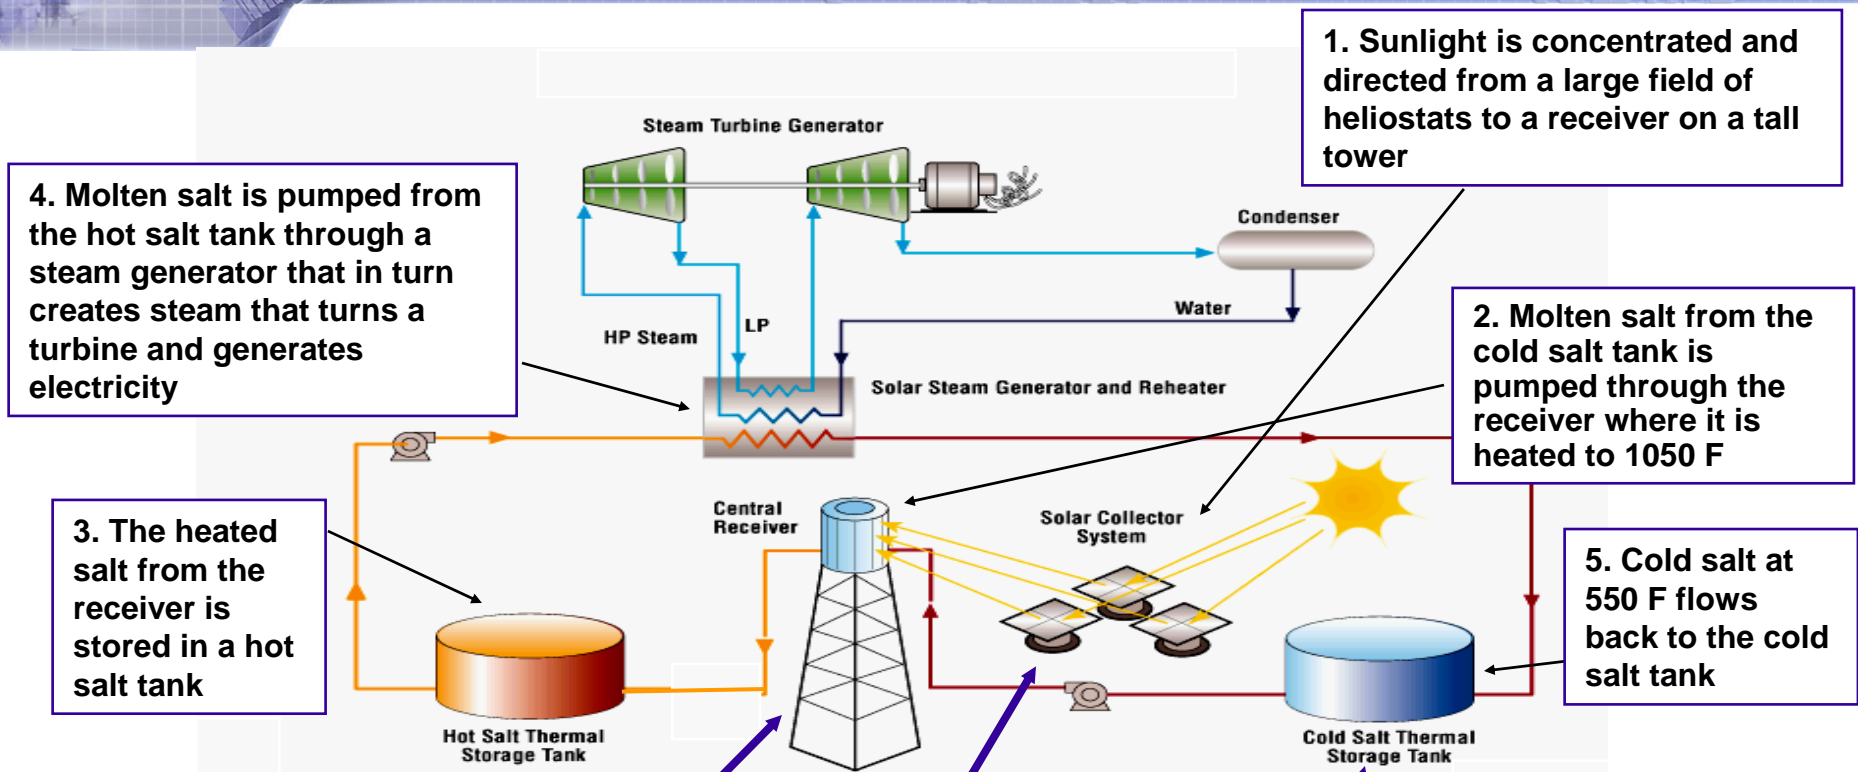 1. Sunlight is concentrated and
directed from a large field of
heliostats to a receiver on a tall
tower
Steam Turbine Generator
4. Molten salt is pumped from
the hot salt tank through a
steam generator that in turn
creates steam that turns a
turbine and generates
electricity
Condenser
Water
HP Steam
LP
2. Molten salt from the
cold salt tank is
pumped through the
receiver where it is
heated to 1050 F
Solar Steam Generator and Reheater
3. The heated
salt from the
receiver is
stored in a hot
salt tank
Central
Receiver
Solar Collector
System
5. Cold salt at
550 F flows
back to the cold
salt tank
Hot Salt Thermal
Storage Tank
Cold Salt Thermal
Storage Tank